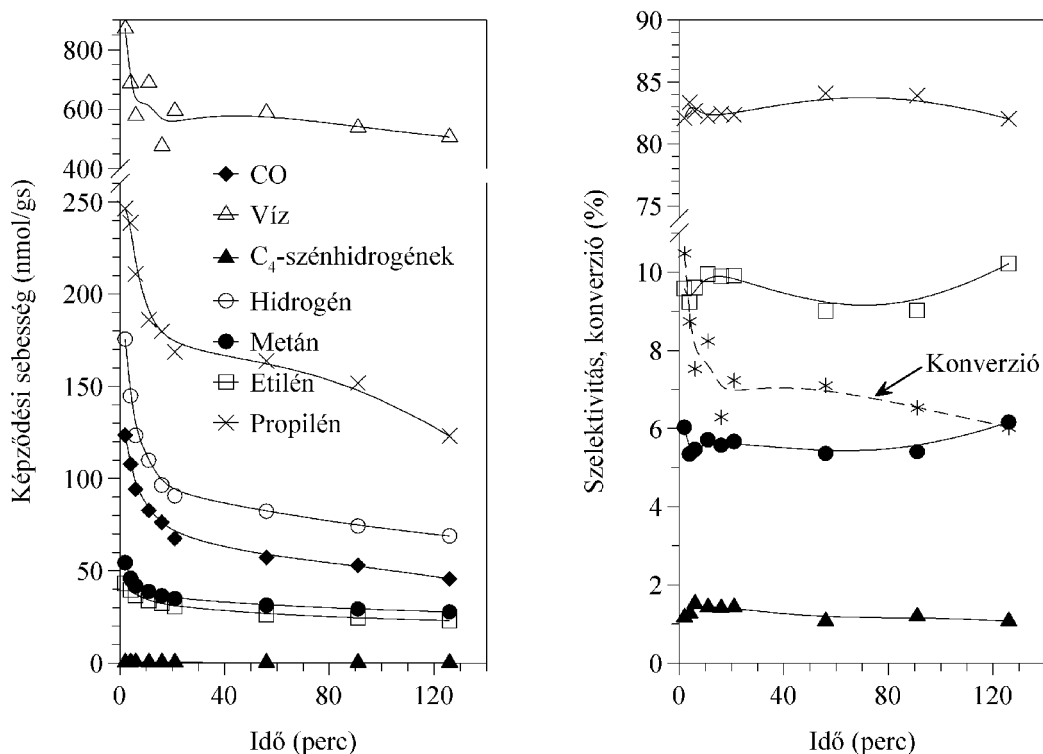 Képződési sebesség (nmol/gs)
800
600
400
250
200
150
100
50
0
CO
Víz
C₄-szénhidrogének
Hidrogén
Metán
Etilén
Propilén
0 40 80 120
Idő (perc)
Szelektivitás, konverzió (%)
90
85
80
75
10
8
6
4
2
0
Konverzió
0 40 80 120
Idő (perc)